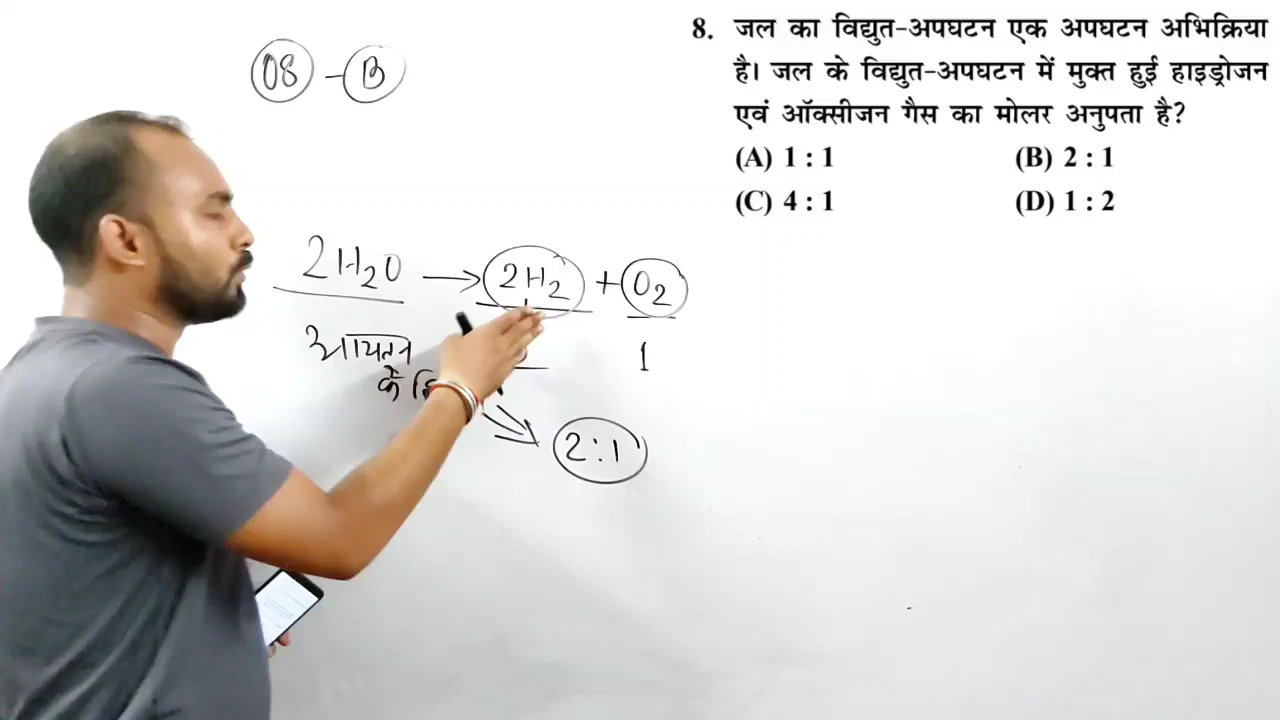 8. जल का विद्युत-अपघटन एक अपघटन अभिक्रिया
है। जल के विद्युत-अपघटन में मुक्त हुई हाइड्रोजन
एवं ऑक्सीजन गैस का मोलर अनुपता है?
(A) 1 : 1 (B) 2 : 1
(C) 4 : 1 (D) 1 : 2
08 - B
2H₂O → 2H₂ + O₂
आयतन 1
के
2:1